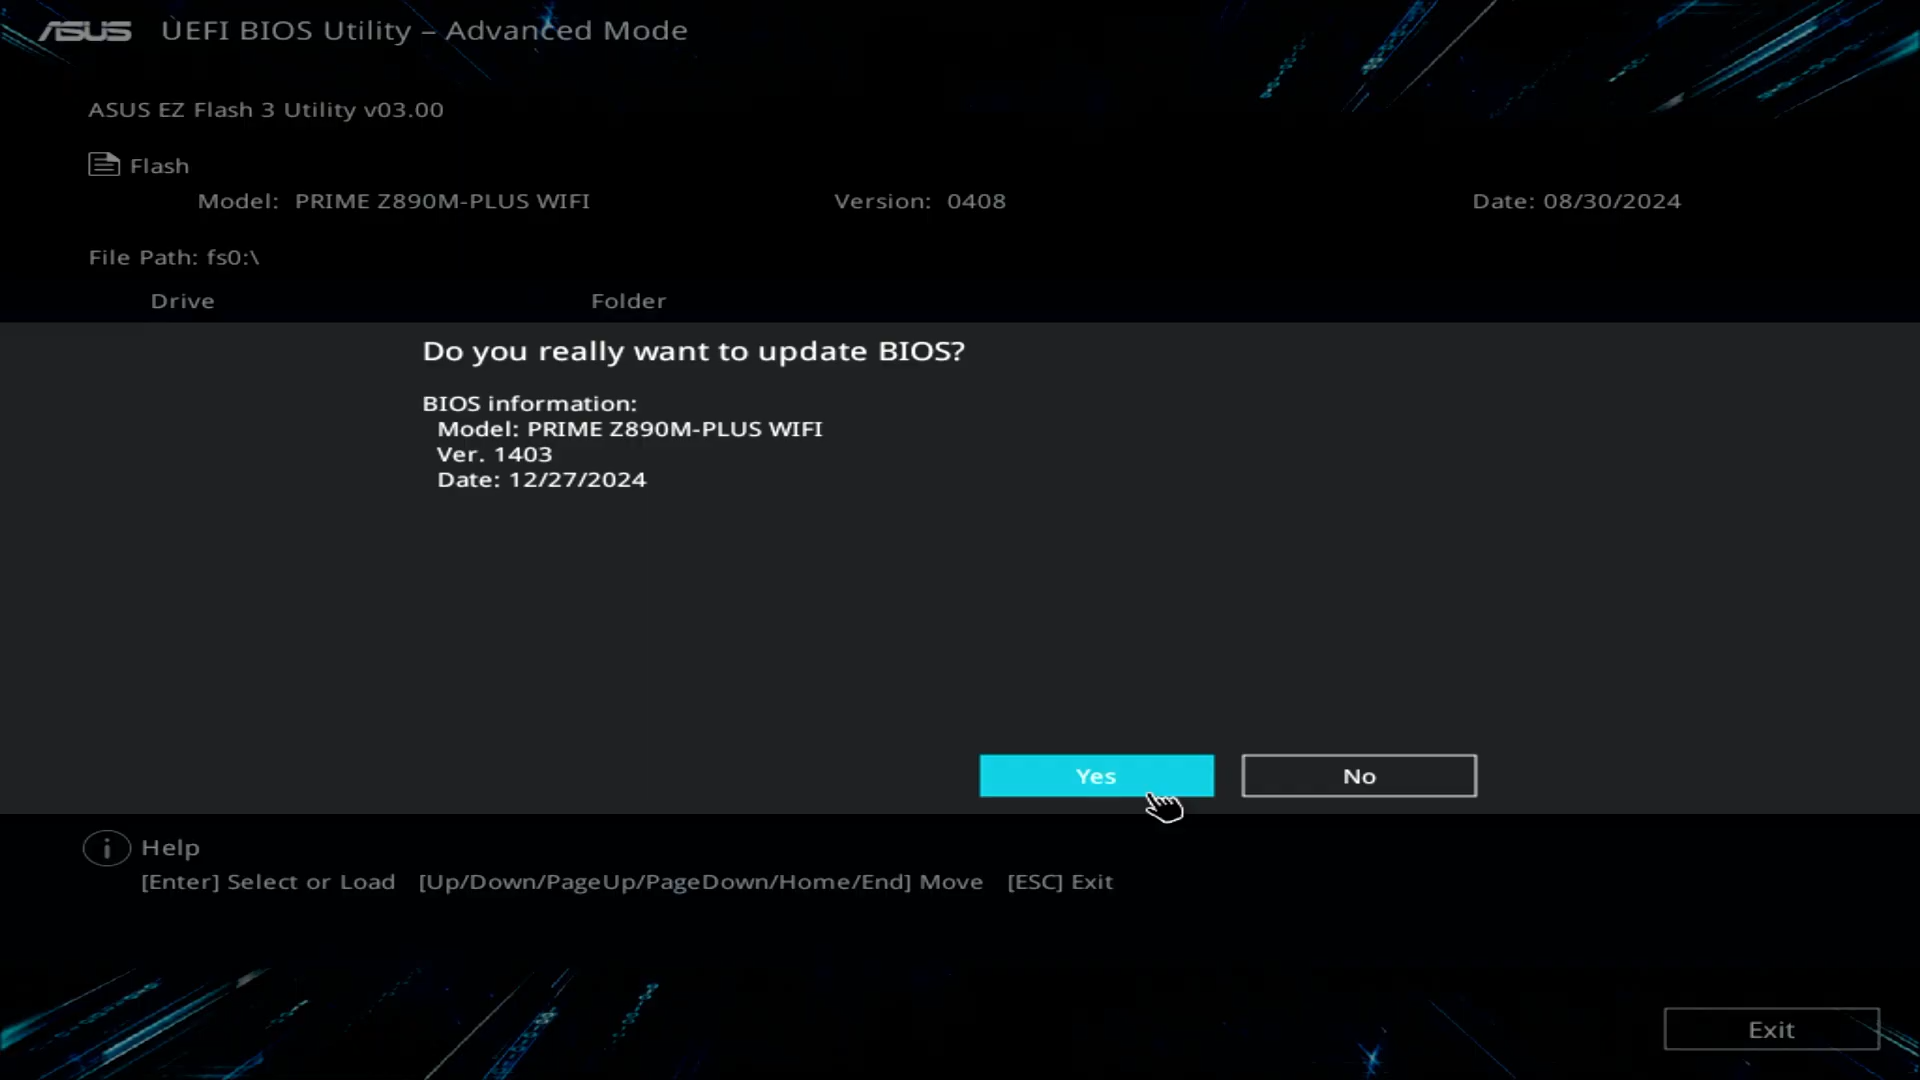 ASUS UEFI BIOS Utility – Advanced Mode
ASUS EZ Flash 3 Utility v03.00
Flash
Model: PRIME Z890M-PLUS WIFI Version: 0408 Date: 08/30/2024
File Path: fs0:\
Drive Folder
Do you really want to update BIOS?
BIOS information:
Model: PRIME Z890M-PLUS WIFI
Ver. 1403
Date: 12/27/2024
Yes No
Help
[Enter] Select or Load [Up/Down/PageUp/PageDown/Home/End] Move [ESC] Exit
Exit